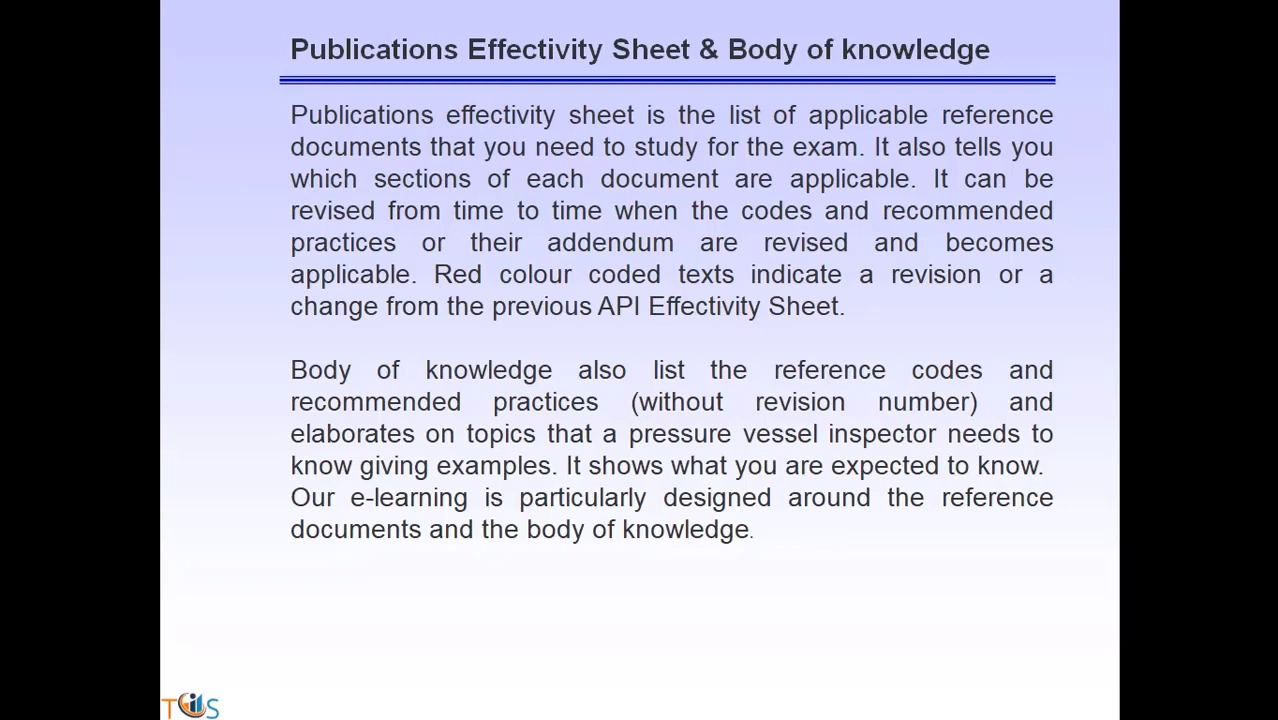 Publications Effectivity Sheet & Body of knowledge
Publications effectivity sheet is the list of applicable reference
documents that you need to study for the exam. It also tells you
which sections of each document are applicable. It can be
revised from time to time when the codes and recommended
practices or their addendum are revised and becomes
applicable. Red colour coded texts indicate a revision or a
change from the previous API Effectivity Sheet.
Body of knowledge also list the reference codes and
recommended practices (without revision number) and
elaborates on topics that a pressure vessel inspector needs to
know giving examples. It shows what you are expected to know.
Our e-learning is particularly designed around the reference
documents and the body of knowledge.